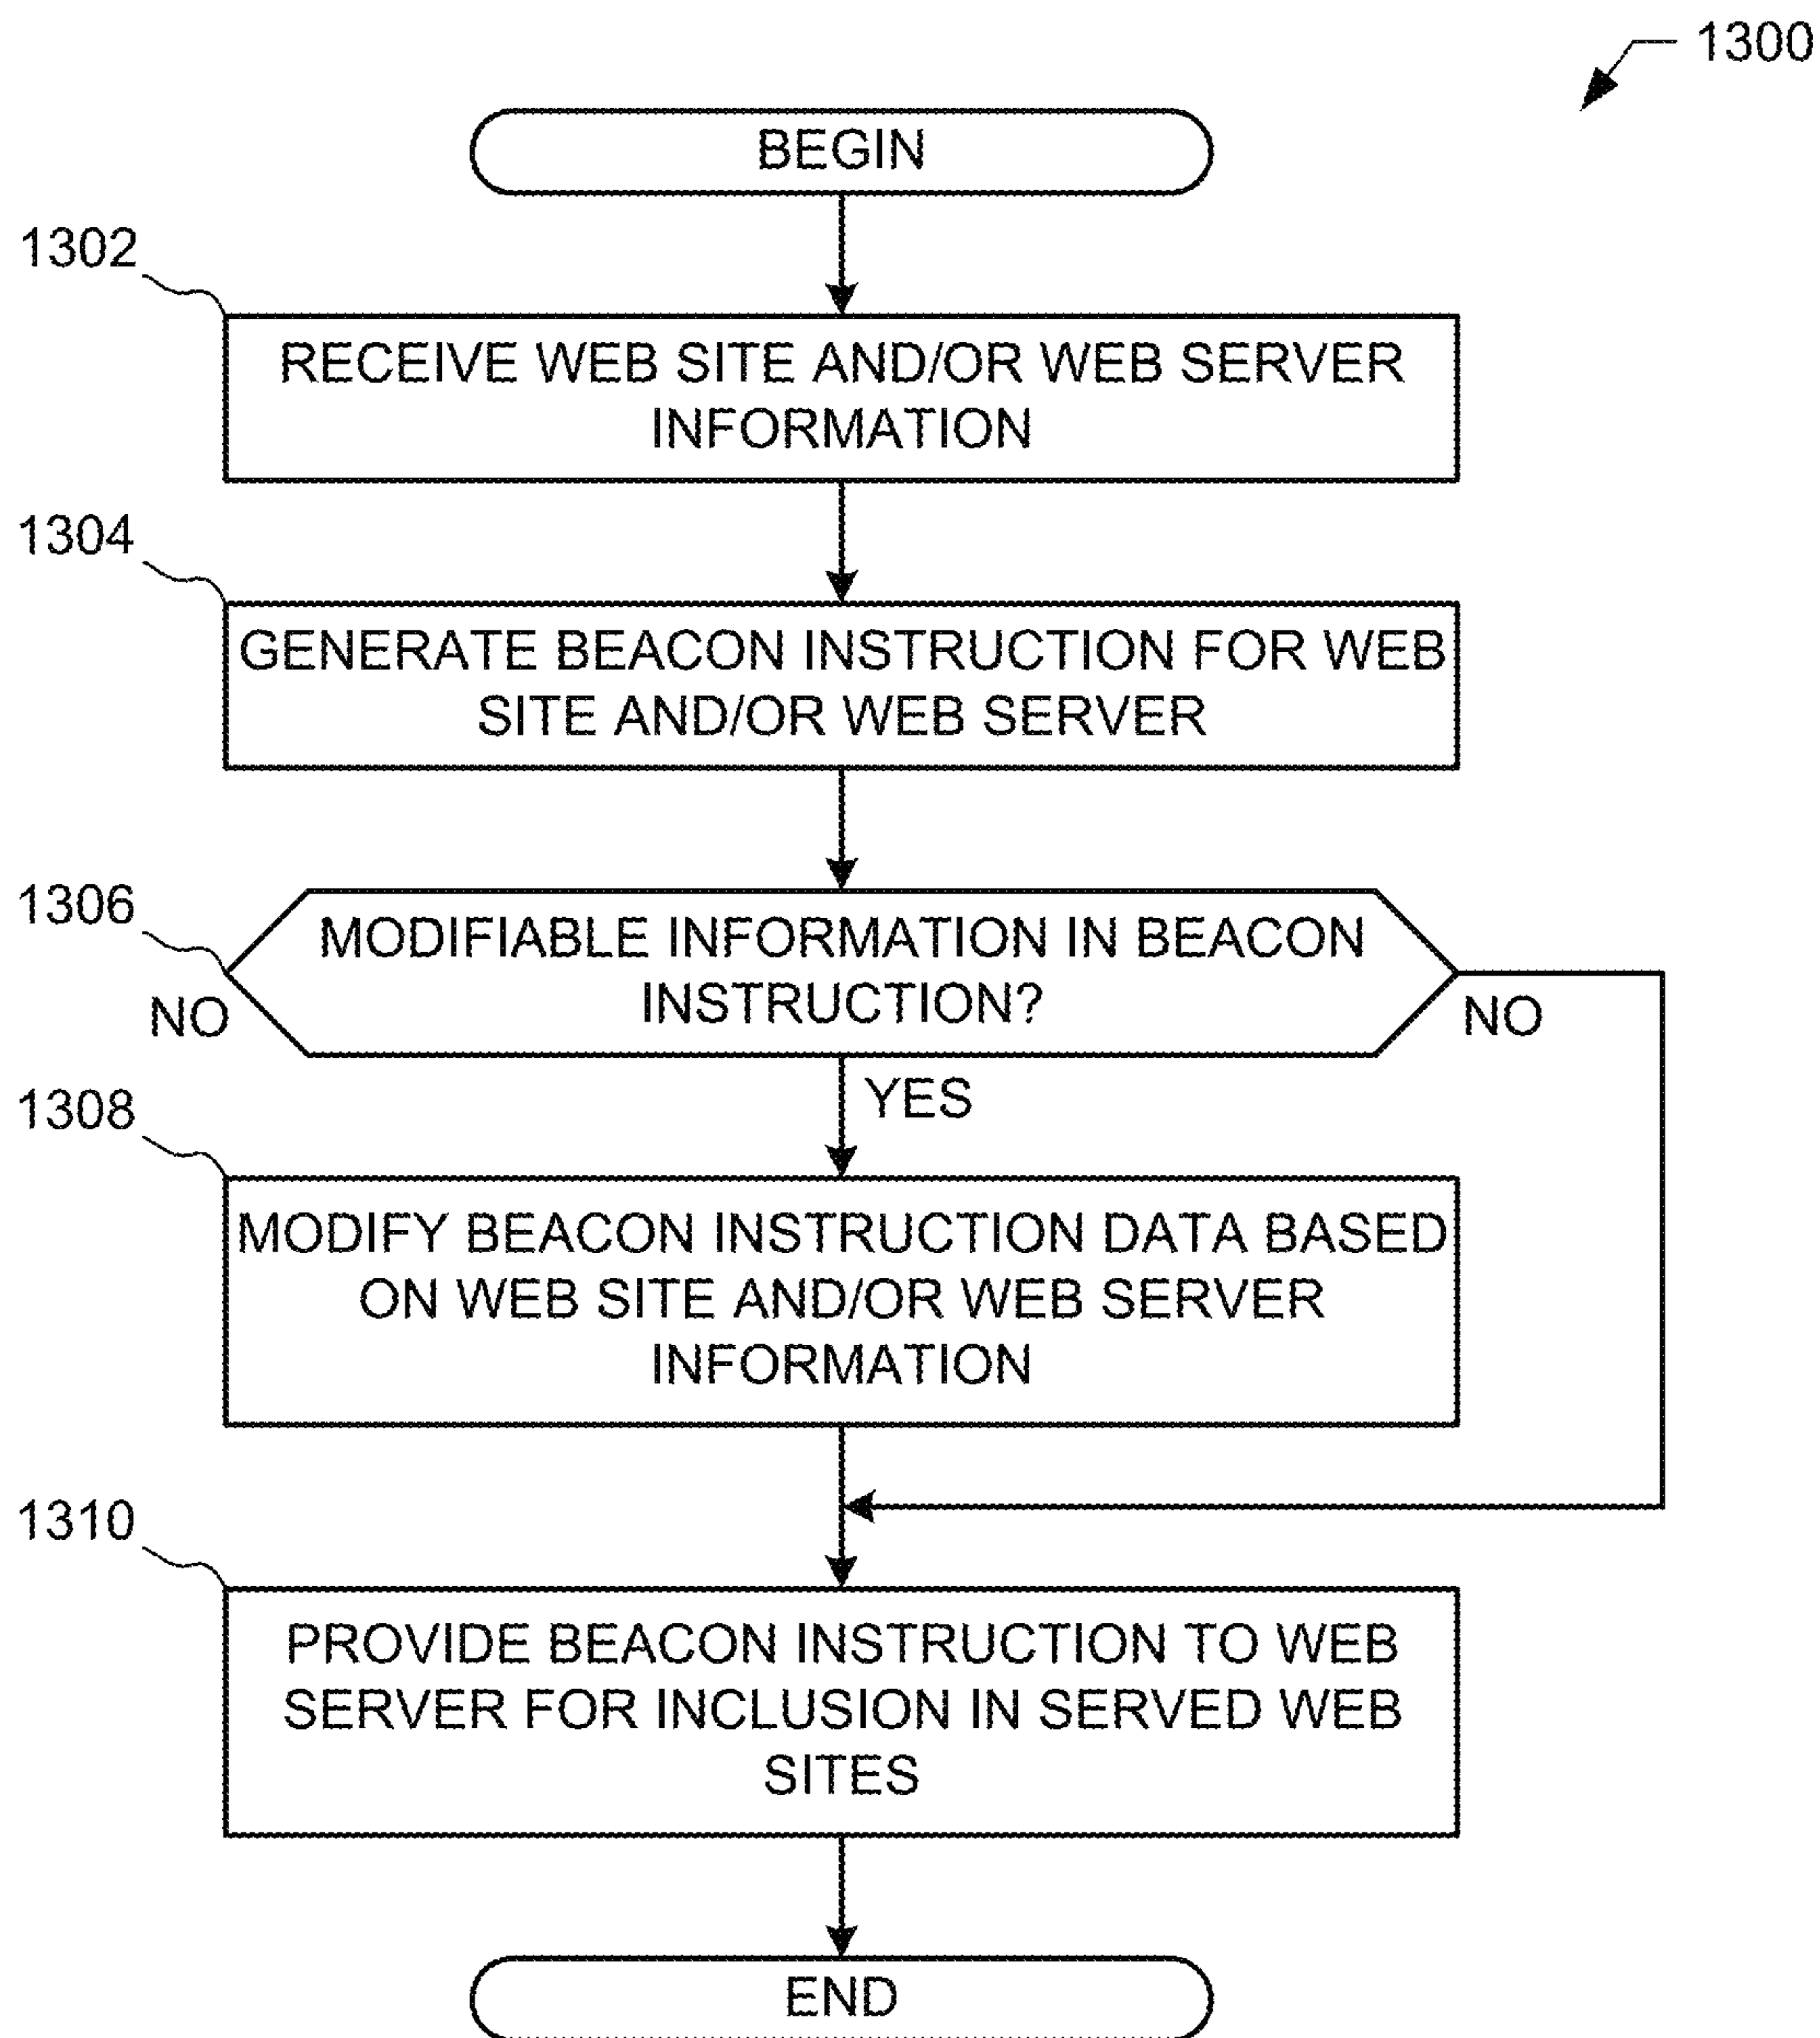 1300
BEGIN
1302
RECEIVE WEB SITE AND/OR WEB SERVER
INFORMATION
1304
GENERATE BEACON INSTRUCTION FOR WEB
SITE AND/OR WEB SERVER
1306
MODIFIABLE INFORMATION IN BEACON
INSTRUCTION?
NO
NO
YES
1308
MODIFY BEACON INSTRUCTION DATA BASED
ON WEB SITE AND/OR WEB SERVER
INFORMATION
1310
PROVIDE BEACON INSTRUCTION TO WEB
SERVER FOR INCLUSION IN SERVED WEB
SITES
END